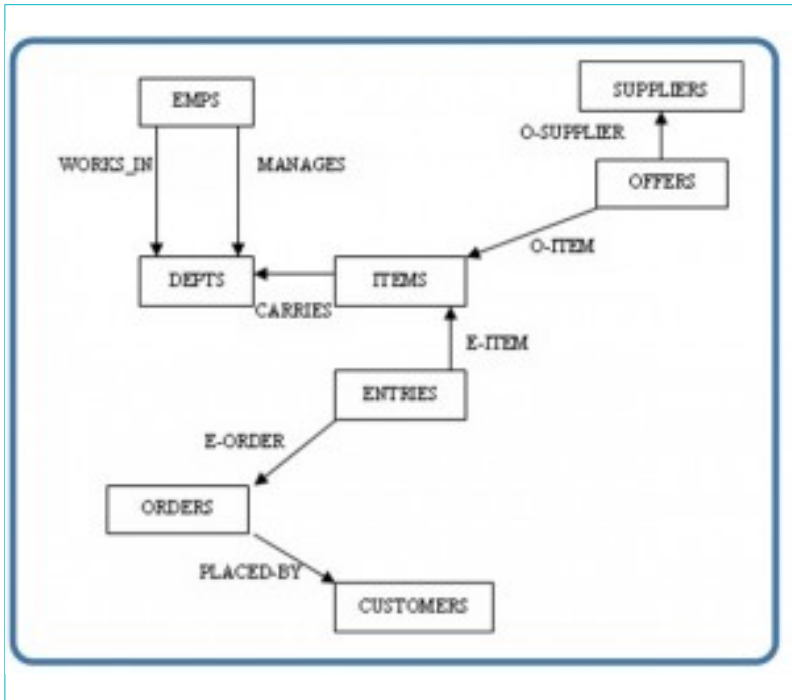 SUPPLIERS
EMPS
O-SUPPLIER
WORKS_IN
MANAGES
OFFERS
O-ITEM
DEPTS
ITEMS
CARRIES
E-ITEM
ENTRIES
E-ORDER
ORDERS
PLACED-BY
CUSTOMERS